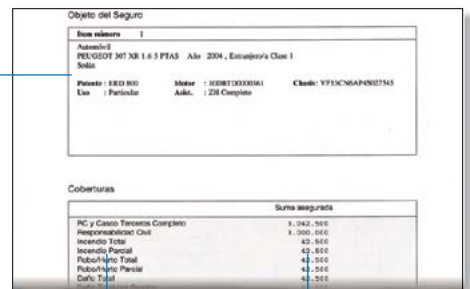 Objeto del Seguro
Item número 1
Automóvil
PEUGEOT 307 XR 1.6 5 PTAS Año 2004 , Extranjero/a Clase 1
Sedán
Patente : ERD 800 Motor : Chasis:
Uso : Particular Asist. : ZH Completo
Coberturas
Suma asegurada
RC y Casco Terceros Completo 3.042.500
Responsabilidad Civil 3.000.000
Incendio Total 42.500
Incendio Parcial 42.500
Robo/Hurto Total 42.500
Robo/Hurto Parcial 42.500
Daño Total 42.500